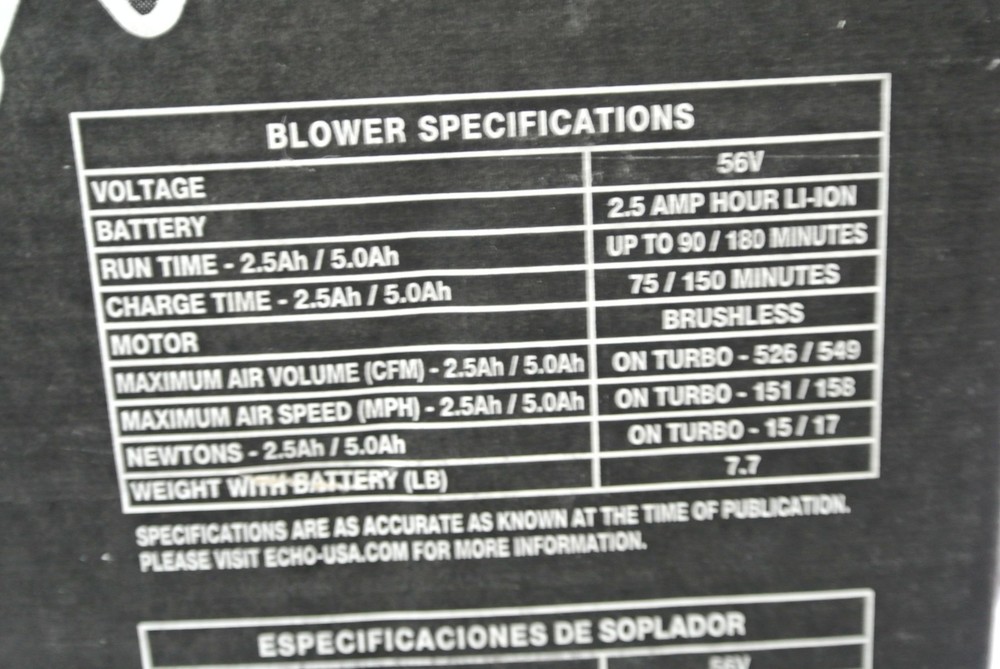 BLOWER SPECIFICATIONS
VOLTAGE 56V
BATTERY 2.5 AMP HOUR LI-ION
RUN TIME - 2.5Ah / 5.0Ah UP TO 90 / 180 MINUTES
CHARGE TIME - 2.5Ah / 5.0Ah 75 / 150 MINUTES
MOTOR BRUSHLESS
MAXIMUM AIR VOLUME (CFM) - 2.5Ah / 5.0Ah ON TURBO - 526 / 549
MAXIMUM AIR SPEED (MPH) - 2.5Ah / 5.0Ah ON TURBO - 151 / 158
NEWTONS - 2.5Ah / 5.0Ah ON TURBO - 15 / 17
WEIGHT WITH BATTERY (LB) 7.7
SPECIFICATIONS ARE AS ACCURATE AS KNOWN AT THE TIME OF PUBLICATION.
PLEASE VISIT ECHO-USA.COM FOR MORE INFORMATION.
ESPECIFICACIONES DE SOPLADOR
56V